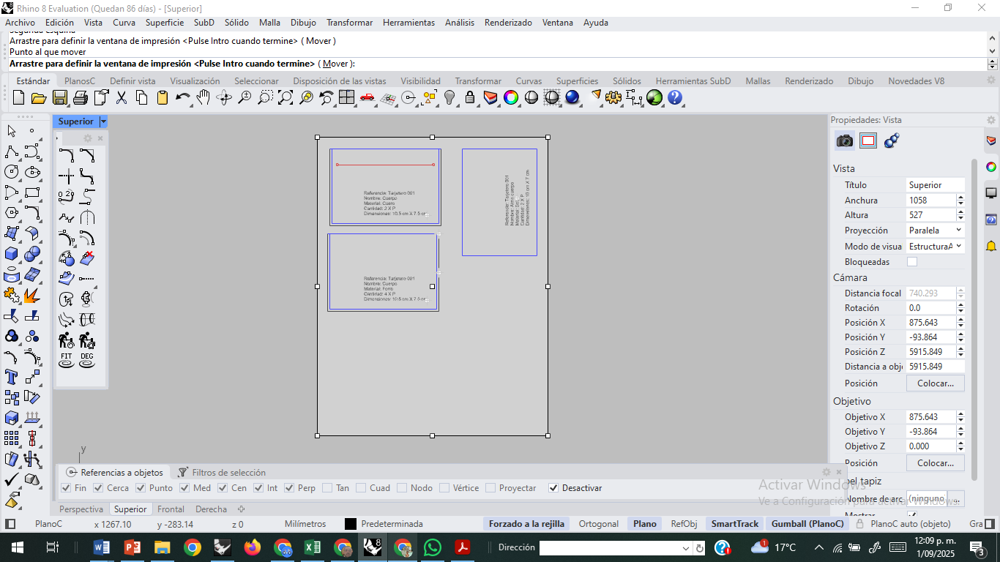 Rhino 8 Evaluation (Quedan 86 días) - [Superior]
Archivo Edición Vista Curva Superficie SubD Sólido Malla Dibujo Transformar Herramientas Análisis Renderizado Ventana Ayuda
Segunda esquina
Arrastre para definir la ventana de impresión <Pulse Intro cuando termine> ( Mover )
Punto al que mover
Arrastre para definir la ventana de impresión <Pulse Intro cuando termine> ( Mover ):
Estándar PlanosC Definir vista Visualización Seleccionar Disposición de las vistas Visibilidad Transformar Curvas Superficies Sólidos Herramientas SubD Mallas Renderizado Dibujo Novedades V8
Superior
FIT DEG
Referencia: Tarjetero 001
Nombre: Cuerpo
Material: Cuero
Cantidad: 2 X P
Dimensiones: 10.5 cm X 7.5 cm
Referencia: Tarjetero 001
Cantidad: 2 X P
Dimensiones: 10 cm X 7 cm
Referencia: Tarjetero 001
Nombre: Cuerpo
Material: Forro
Cantidad: 4 X P
Dimensiones: 10.5 cm X 7.5 cm
y
Propiedades: Vista
Vista
Título Superior
Anchura 1058
Altura 527
Proyección Paralela
Modo de visua EstructuraA
Bloqueadas
Cámara
Distancia focal 740.293
Rotación 0.0
Posición X 875.643
Posición Y -93.864
Posición Z 5915.849
Distancia a obje 5915.849
Posición Colocar...
Objetivo
Objetivo X 875.643
Objetivo Y -93.864
Objetivo Z 0.000
Posición Colocar...
pel tapiz
Nombre de arc (ninguno) ...
Mostrar
Activar Windows
Ve a Configuración para activar Windows.
Referencias a objetos Filtros de selección
Fin Cerca Punto Med Cen Int Perp Tan Cuad Nodo Vértice Proyectar Desactivar
Perspectiva Superior Frontal Derecha
PlanoC x 1267.10 y -283.14 z 0 Milímetros Predeterminada Forzado a la rejilla Ortogonal Plano RefObj SmartTrack Gumball (PlanoC) PlanoC auto (objeto) Gra
Dirección 17°C 12:09 p. m.
1/09/2025 3